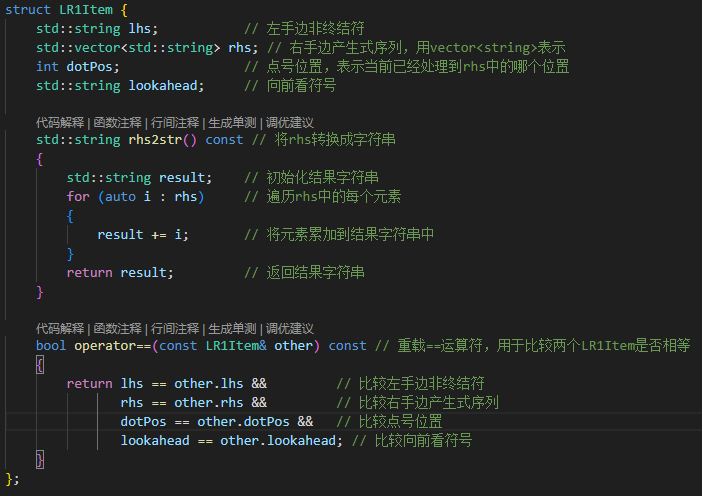 struct LR1Item {
    std::string lhs;              // 左手边非终结符
    std::vector<std::string> rhs; // 右手边产生式序列，用vector<string>表示
    int dotPos;                   // 点号位置，表示当前已经处理到rhs中的哪个位置
    std::string lookahead;        // 向前看符号
    代码解释 | 函数注释 | 行间注释 | 生成单测 | 调优建议
    std::string rhs2str() const // 将rhs转换成字符串
    {
        std::string result;    // 初始化结果字符串
        for (auto i : rhs)     // 遍历rhs中的每个元素
        {
            result += i;       // 将元素累加到结果字符串中
        }
        return result;         // 返回结果字符串
    }
    代码解释 | 函数注释 | 行间注释 | 生成单测 | 调优建议
    bool operator==(const LR1Item& other) const // 重载==运算符，用于比较两个LR1Item是否相等
    {
        return lhs == other.lhs &&         // 比较左手边非终结符
               rhs == other.rhs &&         // 比较右手边产生式序列
               dotPos == other.dotPos &&   // 比较点号位置
               lookahead == other.lookahead; // 比较向前看符号
    }
};